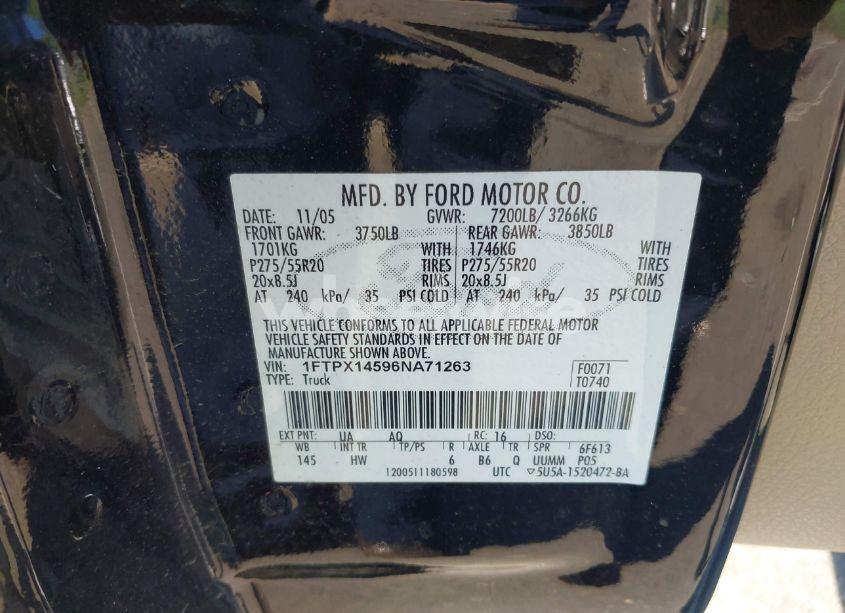 MFD. BY FORD MOTOR CO.
DATE: 11/05 GVWR: 7200LB/ 3266KG
FRONT GAWR: 3750LB REAR GAWR: 3850LB
1701KG WITH 1746KG WITH
P275/55R20 TIRES P275/55R20 TIRES
20x8.5J RIMS 20x8.5J RIMS
AT 240 kPa/ 35 PSI COLD AT 240 kPa/ 35 PSI COLD
THIS VEHICLE CONFORMS TO ALL APPLICABLE FEDERAL MOTOR
VEHICLE SAFETY STANDARDS IN EFFECT ON THE DATE OF
MANUFACTURE SHOWN ABOVE.
VIN: 1FTPX14596NA71263 F0071
TYPE: Truck T0740
EXT PNT: UA AQ RC: 16 DSO:
WB INT TR TP/PS R AXLE TR SPR 6F613
145 HW 6 B6 Q UUMM P05
1200511180598 UTC ▽5U5A-1520472-BA